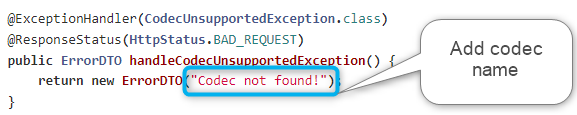 @ExceptionHandler(CodecUnsupportedException.class)
@ResponseStatus(HttpStatus.BAD_REQUEST)
public ErrorDTO handleCodecUnsupportedException() {
return new ErrorDTO("Codec not found!");
}
Add codec
name